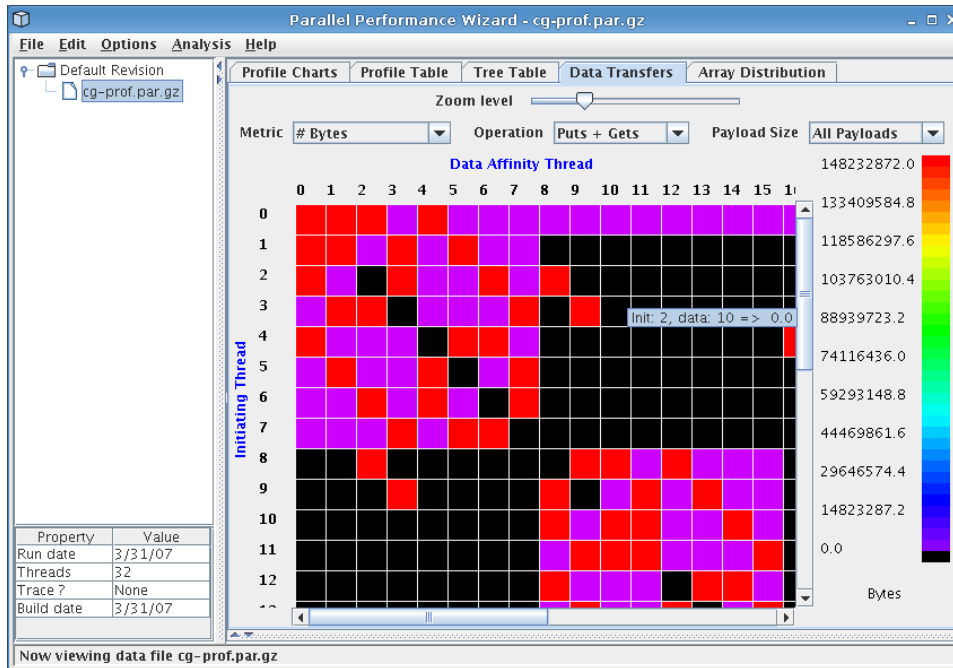 Parallel Performance Wizard - cg-prof.par.gz
File Edit Options Analysis Help
Default Revision
cg-prof.par.gz
Profile Charts Profile Table Tree Table Data Transfers Array Distribution
Zoom level
Metric # Bytes Operation Puts + Gets Payload Size All Payloads
Data Affinity Thread
0 1 2 3 4 5 6 7 8 9 10 11 12 13 14 15
Initiating Thread
0
1
2
3
4
5
6
7
8
9
10
11
12
Init: 2, data: 10 => 0.0
148232872.0
133409584.8
118586297.6
103763010.4
88939723.2
74116436.0
59293148.8
44469861.6
29646574.4
14823287.2
0.0
Bytes
Property Value
Run date 3/31/07
Threads 32
Trace ? None
Build date 3/31/07
Now viewing data file cg-prof.par.gz